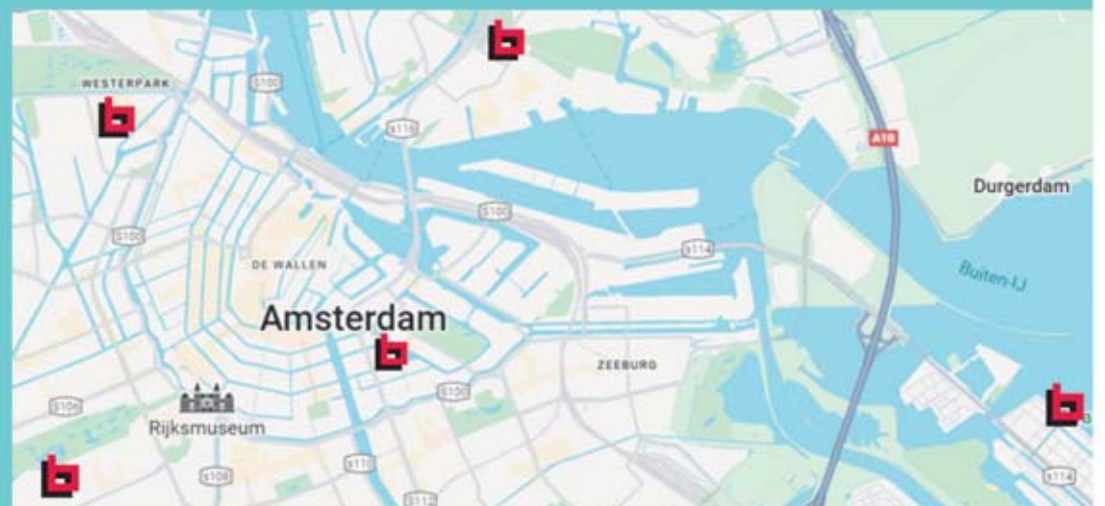 WESTERPARK
S100
s116
A10
Durgerdam
S100
S100
s114
DE WALLEN
Buiten-IJ
Amsterdam
ZEEBURG
S100
S106
Rijksmuseum
s110
s108
s114
S112